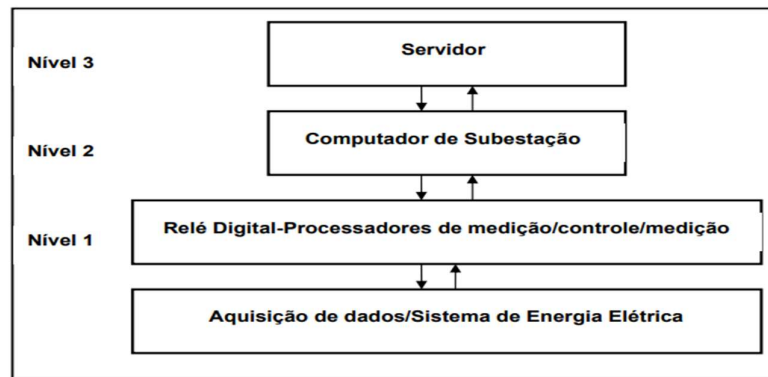 Nível 3
Servidor
Nível 2
Computador de Subestação
Nível 1
Relé Digital-Processadores de medição/controle/medição
Aquisição de dados/Sistema de Energia Elétrica